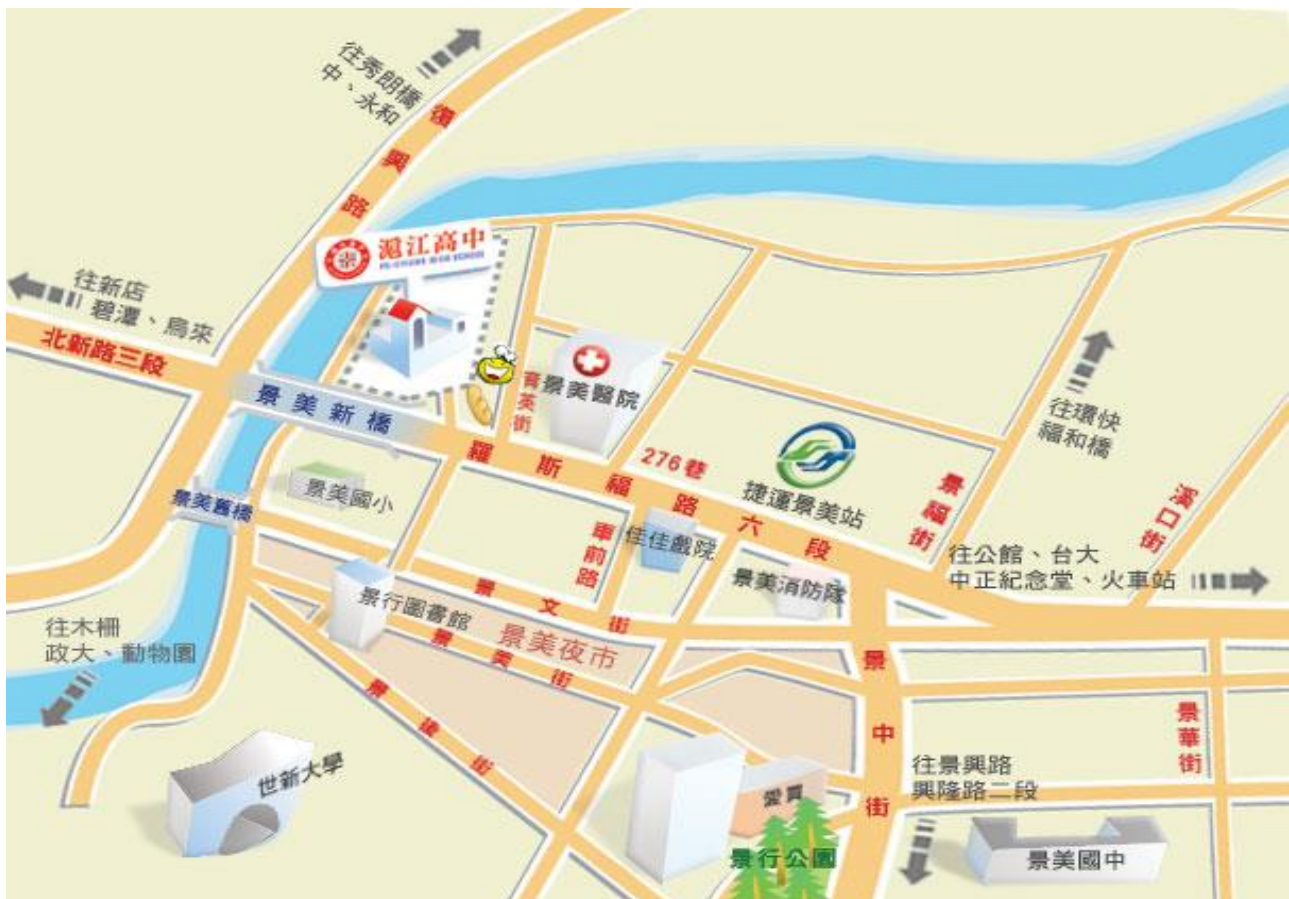 往秀朗橋
中、永和
復興路
滬江高中
HU-CHIANG HIGH SCHOOL
往新店
碧潭、烏來
北新路三段
景美新橋
育英街
景美醫院
276巷
捷運景美站
景福街
往環快
福和橋
溪口街
羅斯福路六段
景美國小
景美舊橋
車前路
佳佳戲院
景美消防隊
往公館、台大
中正紀念堂、火車站
景行圖書館
景文街
景美夜市
景美街
景後街
往木柵
政大、動物園
世新大學
景中街
景華街
往景興路
興隆路二段
愛買
景行公園
景美國中